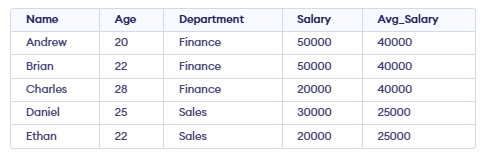 Name Age Department Salary Avg_Salary
Andrew 20 Finance 50000 40000
Brian 22 Finance 50000 40000
Charles 28 Finance 20000 40000
Daniel 25 Sales 30000 25000
Ethan 22 Sales 20000 25000